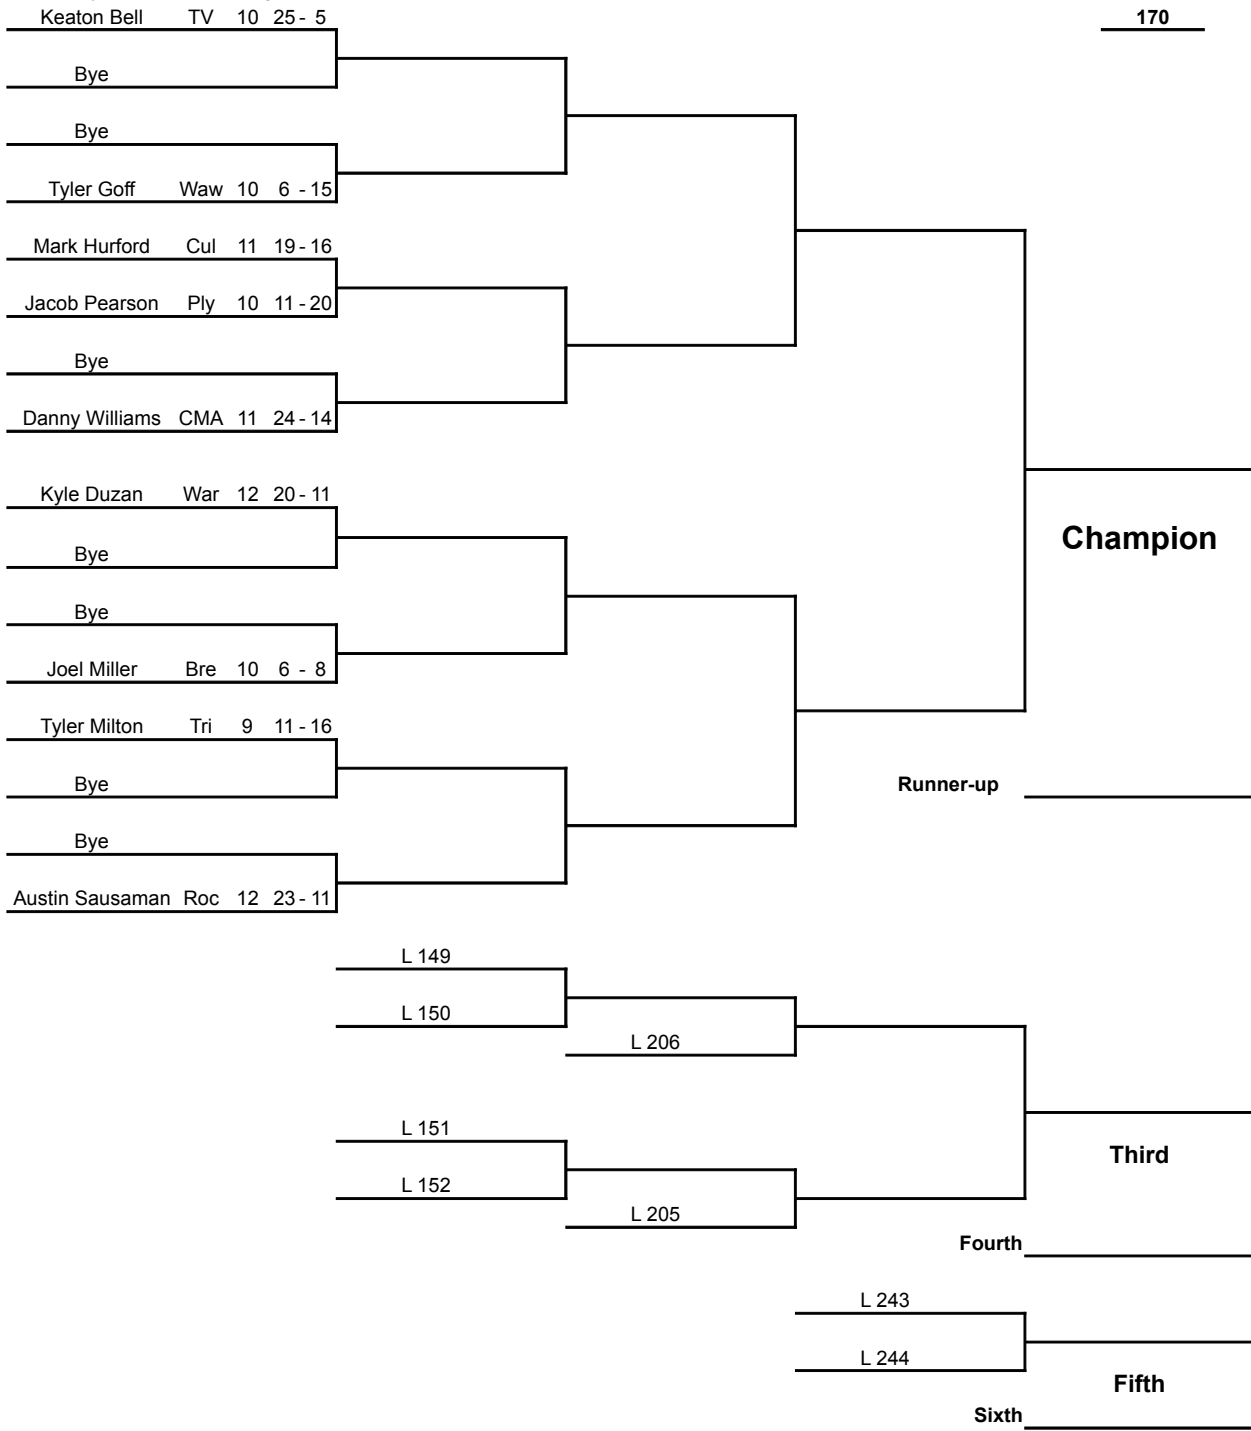 Keaton Bell TV 10 25 - 5
170
Bye
Bye
Tyler Goff Waw 10 6 - 15
Mark Hurford Cul 11 19 - 16
Jacob Pearson Ply 10 11 - 20
Bye
Danny Williams CMA 11 24 - 14
Kyle Duzan War 12 20 - 11
Champion
Bye
Bye
Joel Miller Bre 10 6 - 8
Tyler Milton Tri 9 11 - 16
Bye
Runner-up
Bye
Austin Sausaman Roc 12 23 - 11
L 149
L 150
L 206
L 151
Third
L 152
L 205
Fourth
L 243
L 244
Fifth
Sixth